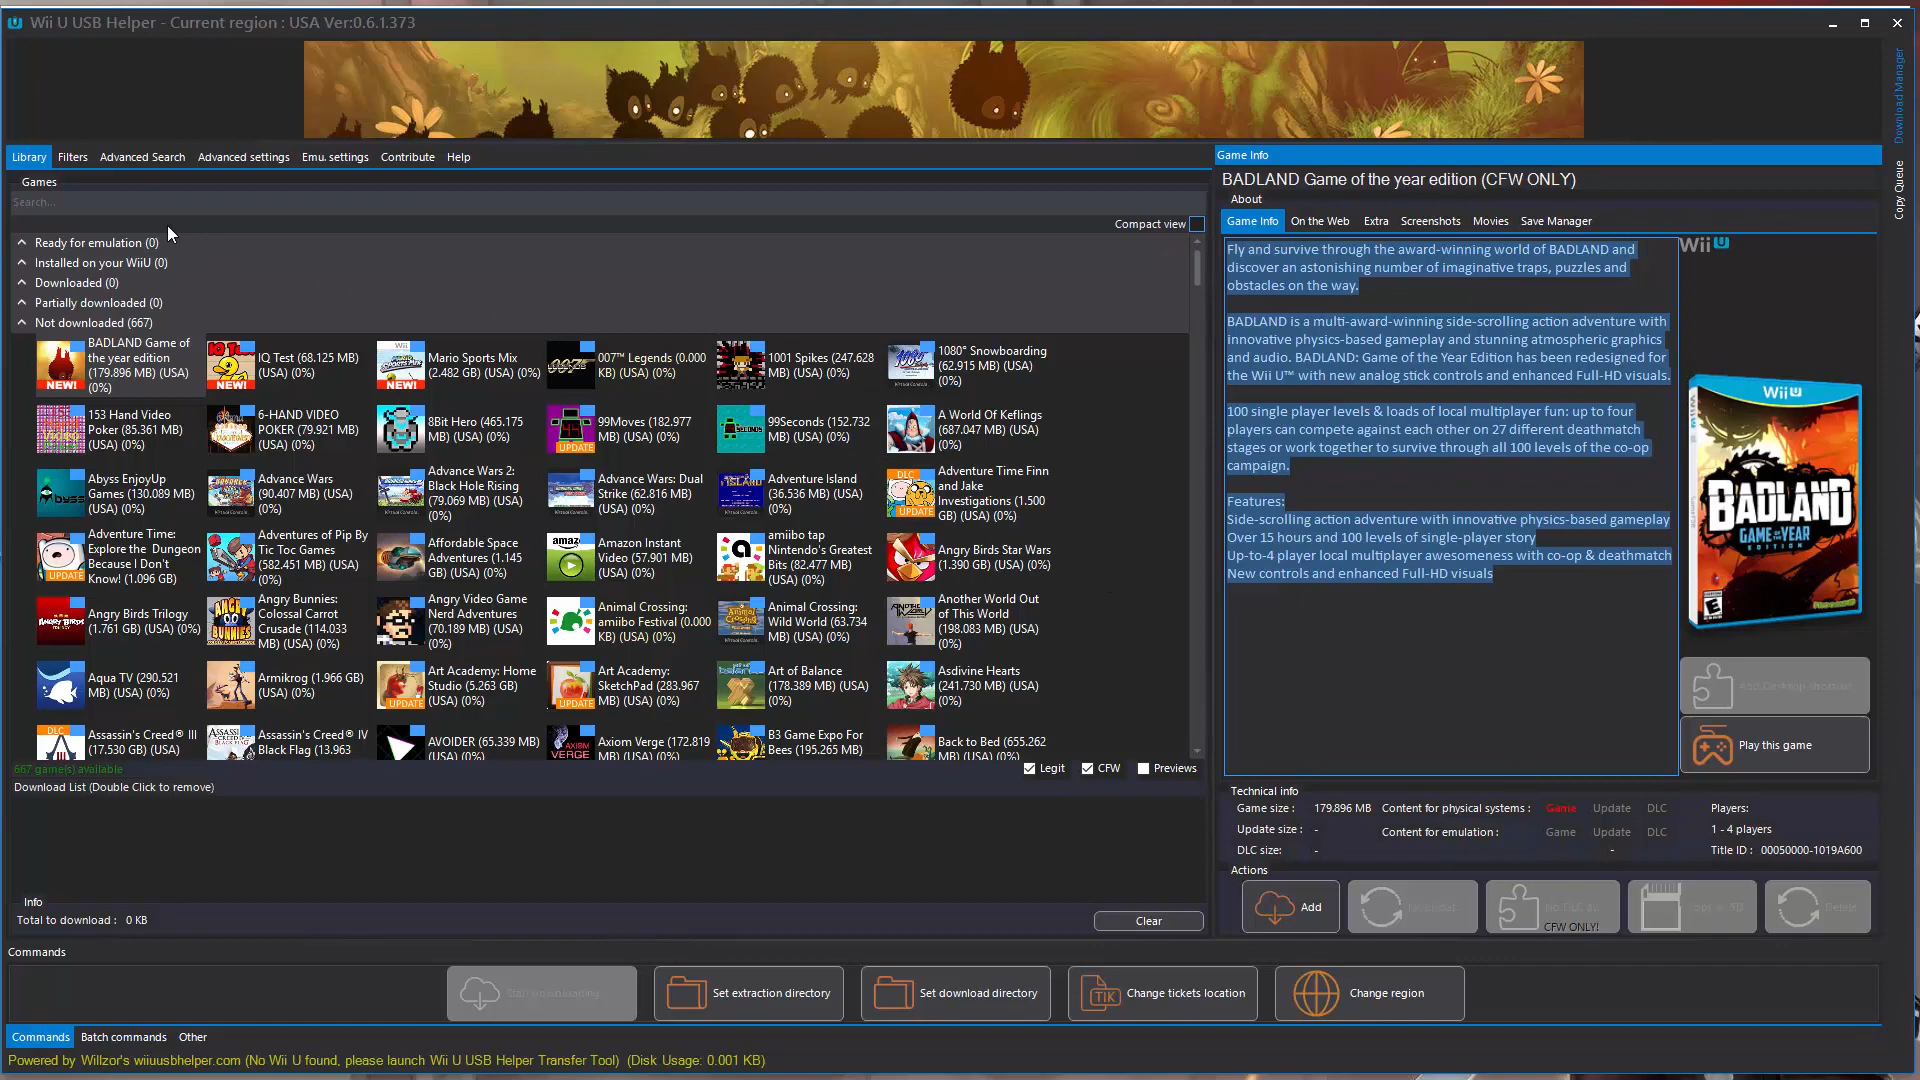 Wii U USB Helper - Current region : USA Ver:0.6.1.373
Download Manager
Copy Queue
Library
Filters
Advanced Search
Advanced settings
Emu. settings
Contribute
Help
Games
Search...
Compact view
Ready for emulation (0)
Installed on your WiiU (0)
Downloaded (0)
Partially downloaded (0)
Not downloaded (667)
NEW!
BADLAND Game of
the year edition
(179.896 MB) (USA)
(0%)
NEW!
IQ Test (68.125 MB)
(USA) (0%)
NEW!
Mario Sports Mix
(2.482 GB) (USA) (0%)
007™ Legends (0.000
KB) (USA) (0%)
1001 Spikes (247.628
MB) (USA) (0%)
1080° Snowboarding
(62.915 MB) (USA)
(0%)
153 Hand Video
Poker (85.361 MB)
(USA) (0%)
6-HAND VIDEO
POKER (79.921 MB)
(USA) (0%)
8Bit Hero (465.175
MB) (USA) (0%)
UPDATE
99Moves (182.977
MB) (USA) (0%)
99Seconds (152.732
MB) (USA) (0%)
A World Of Keflings
(687.047 MB) (USA)
(0%)
Abyss EnjoyUp
Games (130.089 MB)
(USA) (0%)
Advance Wars
(90.407 MB) (USA)
(0%)
Advance Wars 2:
Black Hole Rising
(79.069 MB) (USA)
(0%)
Advance Wars: Dual
Strike (62.816 MB)
(USA) (0%)
Adventure Island
(36.536 MB) (USA)
(0%)
DLC
UPDATE
Adventure Time Finn
and Jake
Investigations (1.500
GB) (USA) (0%)
UPDATE
Adventure Time:
Explore the  Dungeon
Because I Don't
Know! (1.096 GB)
Adventures of Pip By
Tic Toc Games
(582.451 MB) (USA)
(0%)
Affordable Space
Adventures (1.145
GB) (USA) (0%)
Amazon Instant
Video (57.901 MB)
(USA) (0%)
amiibo tap
Nintendo's Greatest
Bits (82.477 MB)
(USA) (0%)
Angry Birds Star Wars
(1.390 GB) (USA)
(0%)
Angry Birds Trilogy
(1.761 GB) (USA) (0%)
Angry Bunnies:
Colossal Carrot
Crusade (114.033
MB) (USA) (0%)
Angry Video Game
Nerd Adventures
(70.189 MB) (USA)
(0%)
Animal Crossing:
amiibo Festival (0.000
KB) (USA) (0%)
Animal Crossing:
Wild World (63.734
MB) (USA) (0%)
Another World Out
of This World
(198.083 MB) (USA)
(0%)
Aqua TV (290.521
MB) (USA) (0%)
Armikrog (1.966 GB)
(USA) (0%)
UPDATE
Art Academy: Home
Studio (5.263 GB)
(USA) (0%)
UPDATE
Art Academy:
SketchPad (283.967
MB) (USA) (0%)
Art of Balance
(178.389 MB) (USA)
(0%)
Asdivine Hearts
(241.730 MB) (USA)
(0%)
DLC
Assassin's Creed® III
(17.530 GB) (USA)
Assassin's Creed® IV
Black Flag (13.963
AVOIDER (65.339 MB)
(USA) (0%)
AXIOM
VERGE
Axiom Verge (172.819
MB) (USA) (0%)
B3 Game Expo For
Bees (195.265 MB)
Back to Bed (655.262
MB) (USA) (0%)
667 game(s) available
Legit
CFW
Previews
Download List (Double Click to remove)
Info
Total to download :   0 KB
Clear
Game Info
BADLAND Game of the year edition (CFW ONLY)
About
Game Info
On the Web
Extra
Screenshots
Movies
Save Manager
Fly and survive through the award-winning world of BADLAND and
discover an astonishing number of imaginative traps, puzzles and
obstacles on the way.
BADLAND is a multi-award-winning side-scrolling action adventure with
innovative physics-based gameplay and stunning atmospheric graphics
and audio. BADLAND: Game of the Year Edition has been redesigned for
the Wii U™ with new analog stick controls and enhanced Full-HD visuals.
100 single player levels & loads of local multiplayer fun: up to four
players can compete against each other on 27 different deathmatch
stages or work together to survive through all 100 levels of the co-op
campaign.
Features:
Side-scrolling action adventure with innovative physics-based gameplay
Over 15 hours and 100 levels of single-player story
Up-to-4 player local multiplayer awesomeness with co-op & deathmatch
New controls and enhanced Full-HD visuals
Wii U
Wii U
BADLAND
GAME OF THE YEAR
EDITION
Play this game
Technical info
Game size :   179.896 MB
Update size :   -
DLC size:   -
Content for physical systems :   Game   Update   DLC
Content for emulation :   Game   Update   DLC
-
Players:
1 - 4 players
Title ID :   00050000-1019A600
Actions
Add
CFW ONLY!
Commands
Start downloading
Set extraction directory
Set download directory
TIK
Change tickets location
Change region
Commands
Batch commands
Other
Powered by Willzor's wiiuusbhelper.com (No Wii U found, please launch Wii U USB Helper Transfer Tool)  (Disk Usage: 0.001 KB)